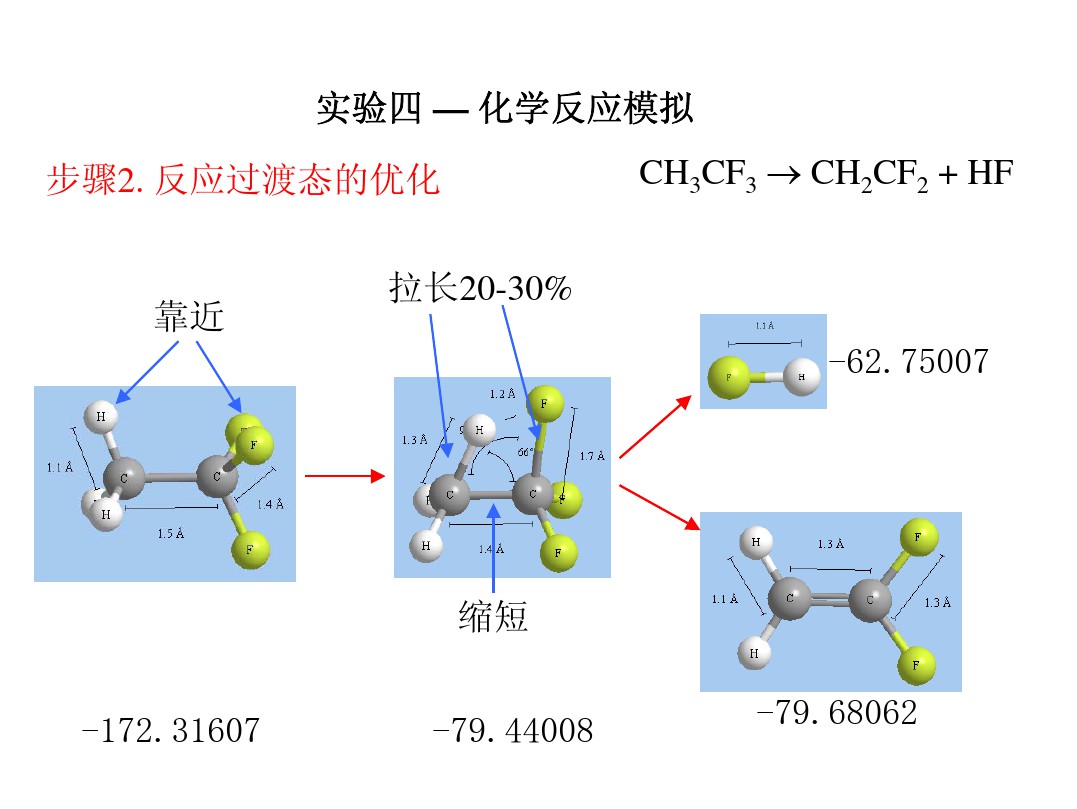 实验四 — 化学反应模拟
步骤2. 反应过渡态的优化
CH₃CF₃ → CH₂CF₂ + HF
靠近
拉长20-30%
H
C
C
F
F
H
1.1 Å
1.5 Å
1.4 Å
1.2 Å
F
H
1.3 Å
66°
1.7 Å
C
C
F
H
1.4 Å
F
缩短
1.1 Å
F
H
-62.75007
H
1.3 Å
F
C
C
1.1 Å
1.3 Å
H
F
-172.31607
-79.44008
-79.68062